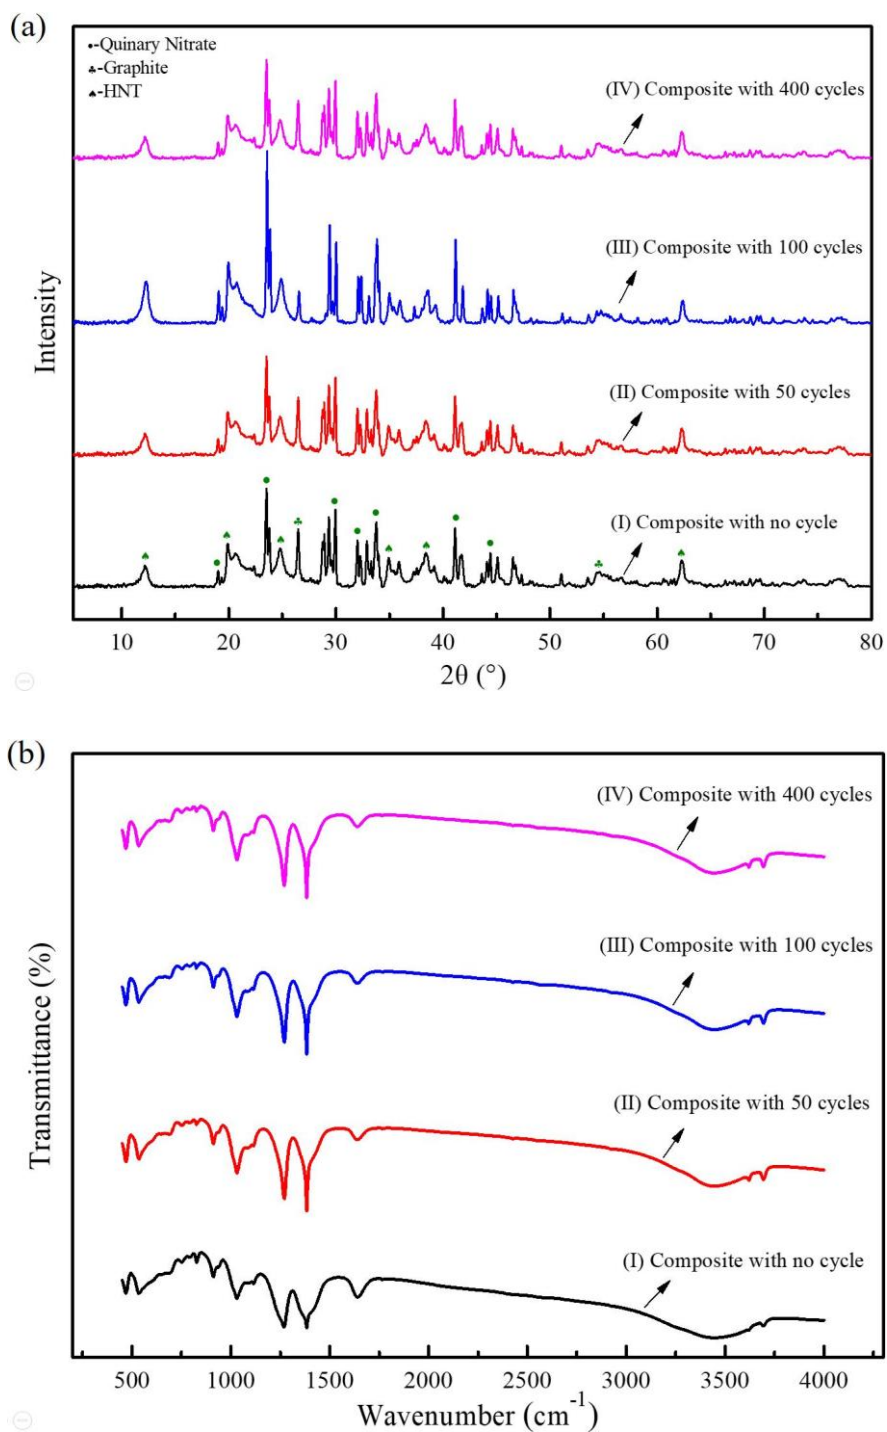 (a)
•-Quinary Nitrate
♣-Graphite
♠-HNT
(IV) Composite with 400 cycles
(III) Composite with 100 cycles
(II) Composite with 50 cycles
(I) Composite with no cycle
Intensity
10 20 30 40 50 60 70 80
2θ (°)
(b)
(IV) Composite with 400 cycles
(III) Composite with 100 cycles
(II) Composite with 50 cycles
(I) Composite with no cycle
Transmittance (%)
500 1000 1500 2000 2500 3000 3500 4000
Wavenumber (cm⁻¹)